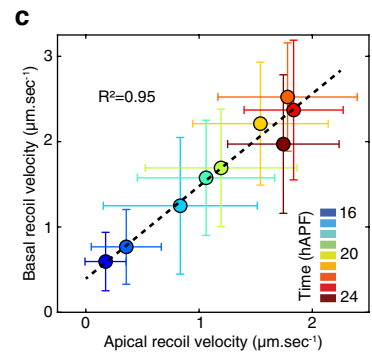 c
3
2
1
0
R²=0.95
Basal recoil velocity (µm.sec⁻¹)
Time (hAPF)
16
20
24
0
1
2
Apical recoil velocity (µm.sec⁻¹)